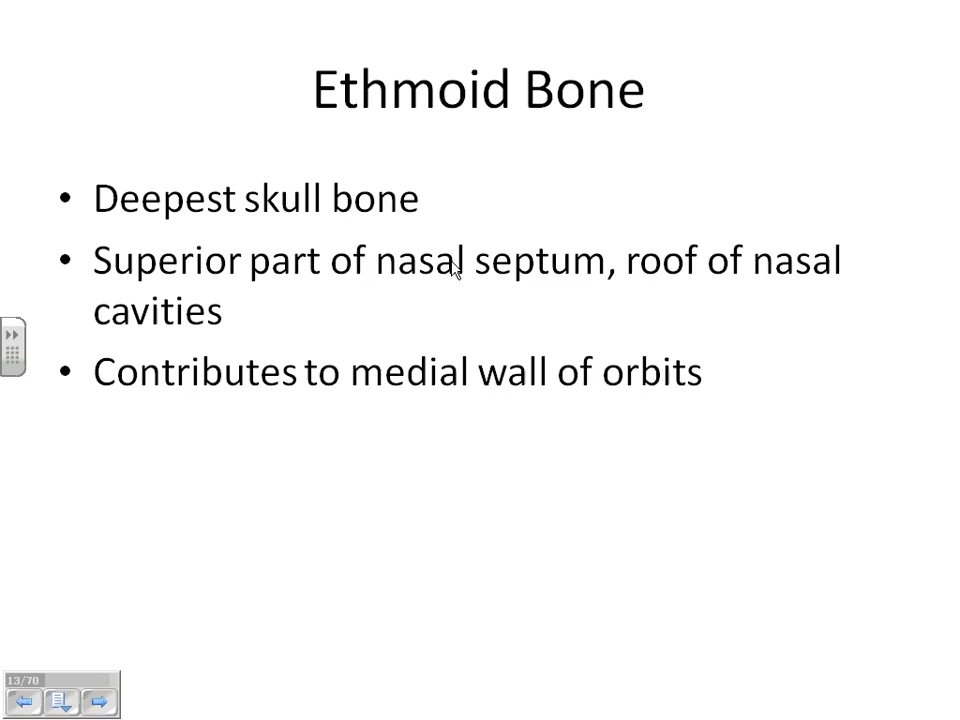 Ethmoid Bone
• Deepest skull bone
• Superior part of nasal septum, roof of nasal
cavities
• Contributes to medial wall of orbits
13/70